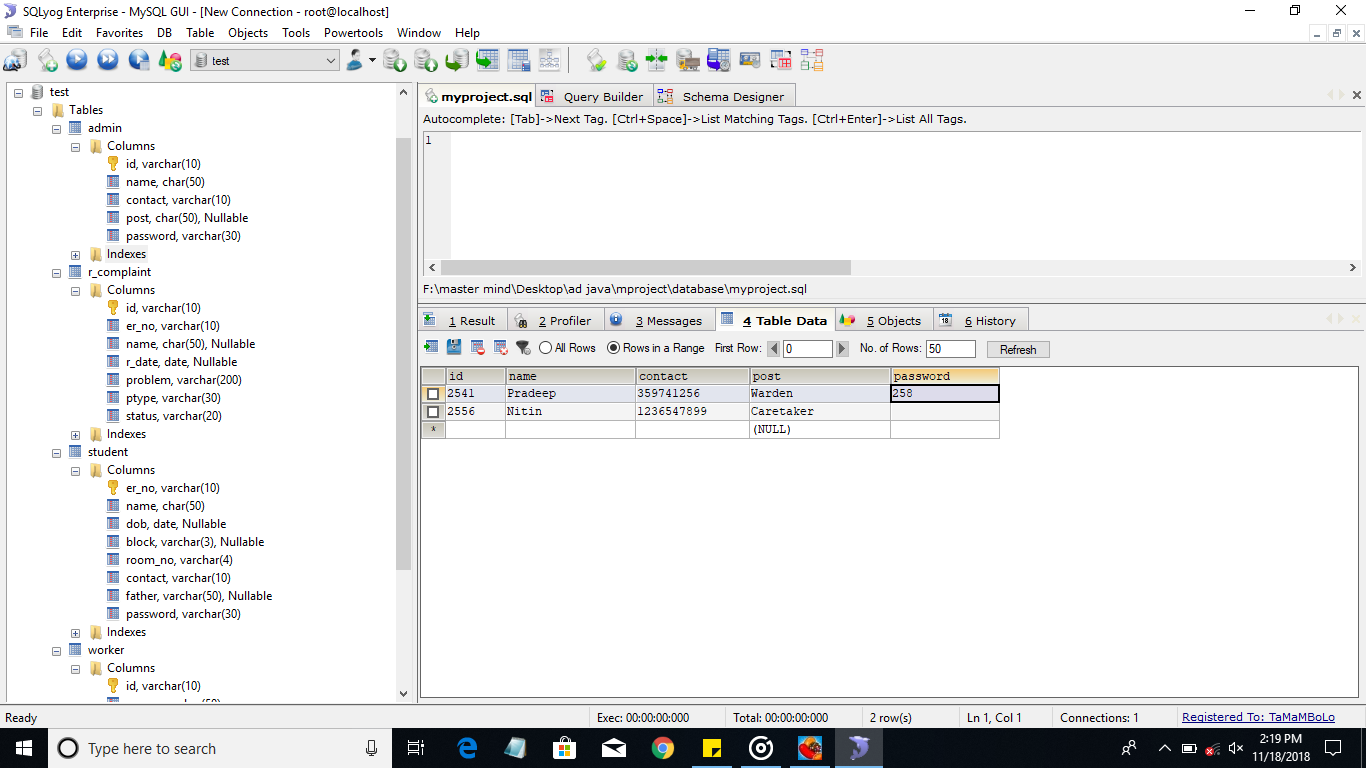 SQLyog Enterprise - MySQL GUI - [New Connection - root@localhost]
File Edit Favorites DB Table Objects Tools Powertools Window Help
test
test
Tables
admin
Columns
id, varchar(10)
name, char(50)
contact, varchar(10)
post, char(50), Nullable
password, varchar(30)
Indexes
r_complaint
Columns
id, varchar(10)
er_no, varchar(10)
name, char(50), Nullable
r_date, date, Nullable
problem, varchar(200)
ptype, varchar(30)
status, varchar(20)
Indexes
student
Columns
er_no, varchar(10)
name, char(50)
dob, date, Nullable
block, varchar(3), Nullable
room_no, varchar(4)
contact, varchar(10)
father, varchar(50), Nullable
password, varchar(30)
Indexes
worker
Columns
id, varchar(10)
myproject.sql Query Builder Schema Designer
Autocomplete: [Tab]->Next Tag. [Ctrl+Space]->List Matching Tags. [Ctrl+Enter]->List All Tags.
1
F:\master mind\Desktop\ad java\mproject\database\myproject.sql
1 Result 2 Profiler 3 Messages 4 Table Data 5 Objects 18 6 History
All Rows Rows in a Range First Row: 0 No. of Rows: 50 Refresh
id name contact post password
2541 Pradeep 359741256 Warden 258
2556 Nitin 1236547899 Caretaker
* (NULL)
Ready Exec: 00:00:00:000 Total: 00:00:00:000 2 row(s) Ln 1, Col 1 Connections: 1 Registered To: TaMaMBoLo
Type here to search
2:19 PM
11/18/2018